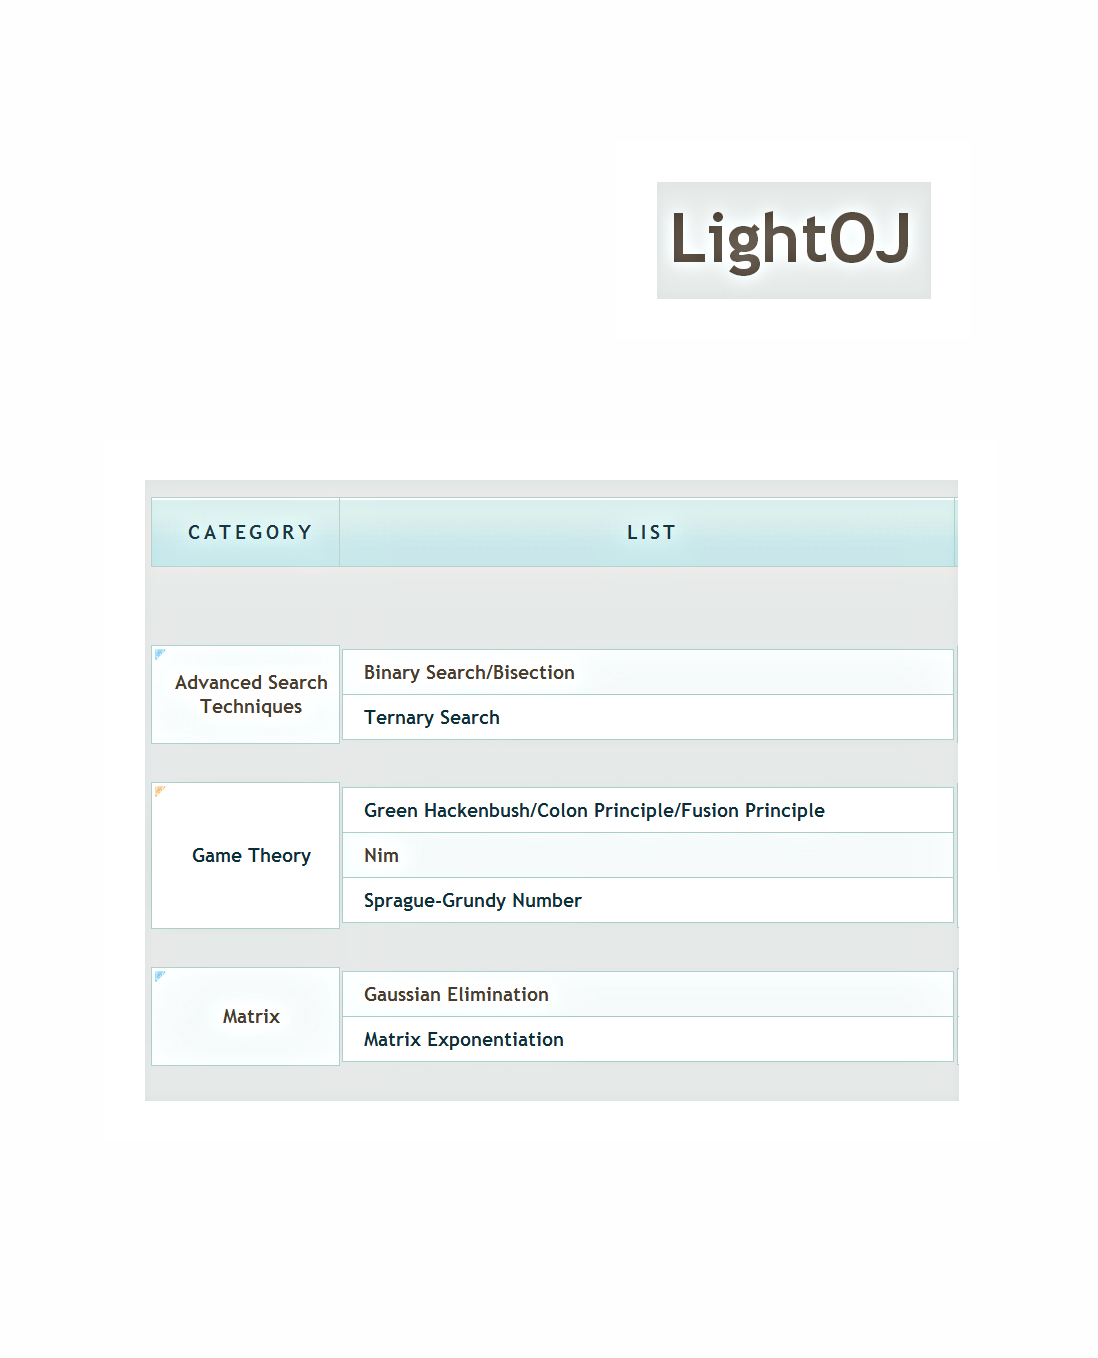 LightOJ
CATEGORY LIST
Advanced Search
Techniques
Binary Search/Bisection
Ternary Search
Game Theory
Green Hackenbush/Colon Principle/Fusion Principle
Nim
Sprague-Grundy Number
Matrix
Gaussian Elimination
Matrix Exponentiation